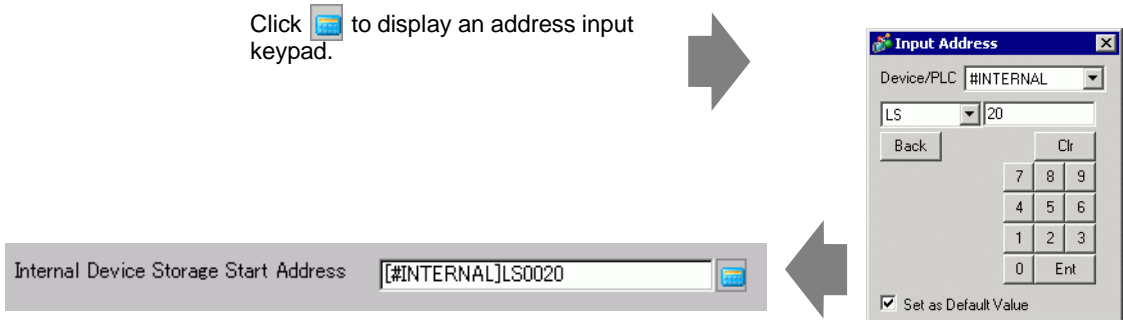 Click to display an address input
keypad.
Input Address
Device/PLC #INTERNAL
LS 20
Back Clr
7 8 9
4 5 6
1 2 3
0 Ent
Set as Default Value
Internal Device Storage Start Address [#INTERNAL]LS0020